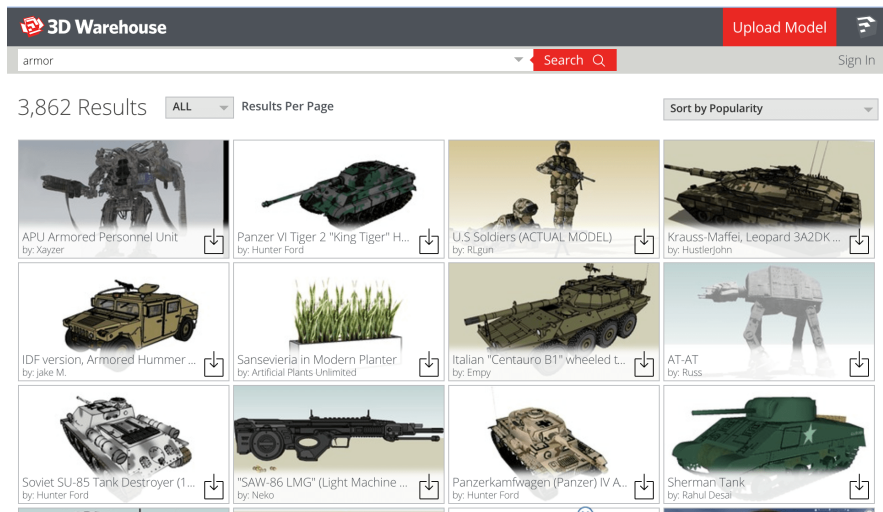 3D Warehouse
Upload Model
armor
Search
Sign In
3,862 Results
ALL
Results Per Page
Sort by Popularity
APU Armored Personnel Unit
by: Xayzer
Panzer VI Tiger 2 "King Tiger" H...
by: Hunter Ford
U.S Soldiers (ACTUAL MODEL)
by: RLgun
Krauss-Maffei, Leopard 3A2DK ...
by: HustlerJohn
IDF version, Armored Hummer ...
by: jake M.
Sansevieria in Modern Planter
by: Artificial Plants Unlimited
Italian "Centauro B1" wheeled t...
by: Empy
AT-AT
by: Russ
Soviet SU-85 Tank Destroyer (1...
by: Hunter Ford
"SAW-86 LMG" (Light Machine ...
by: Neko
Panzerkamfwagen (Panzer) IV A...
by: Hunter Ford
Sherman Tank
by: Rahul Desai